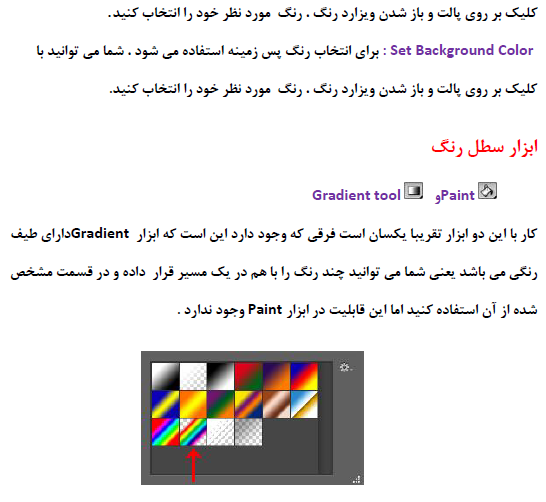 کلیک بر روی پالت و باز شدن ویزارد رنگ ، رنگ مورد نظر خود را انتخاب کنید.
Set Background Color : برای انتخاب رنگ پس زمینه استفاده می شود . شما می توانید با
کلیک بر روی پالت و باز شدن ویزارد رنگ ، رنگ مورد نظر خود را انتخاب کنید.
ابزار سطل رنگ
Paintو Gradient tool
کار با این دو ابزار تقریبا یکسان است فرقی که وجود دارد این است که ابزار Gradientدارای طیف
رنگی می باشد یعنی شما می توانید چند رنگ را با هم در یک مسیر قرار داده و در قسمت مشخص
شده از آن استفاده کنید اما این قابلیت در ابزار Paint وجود ندارد .